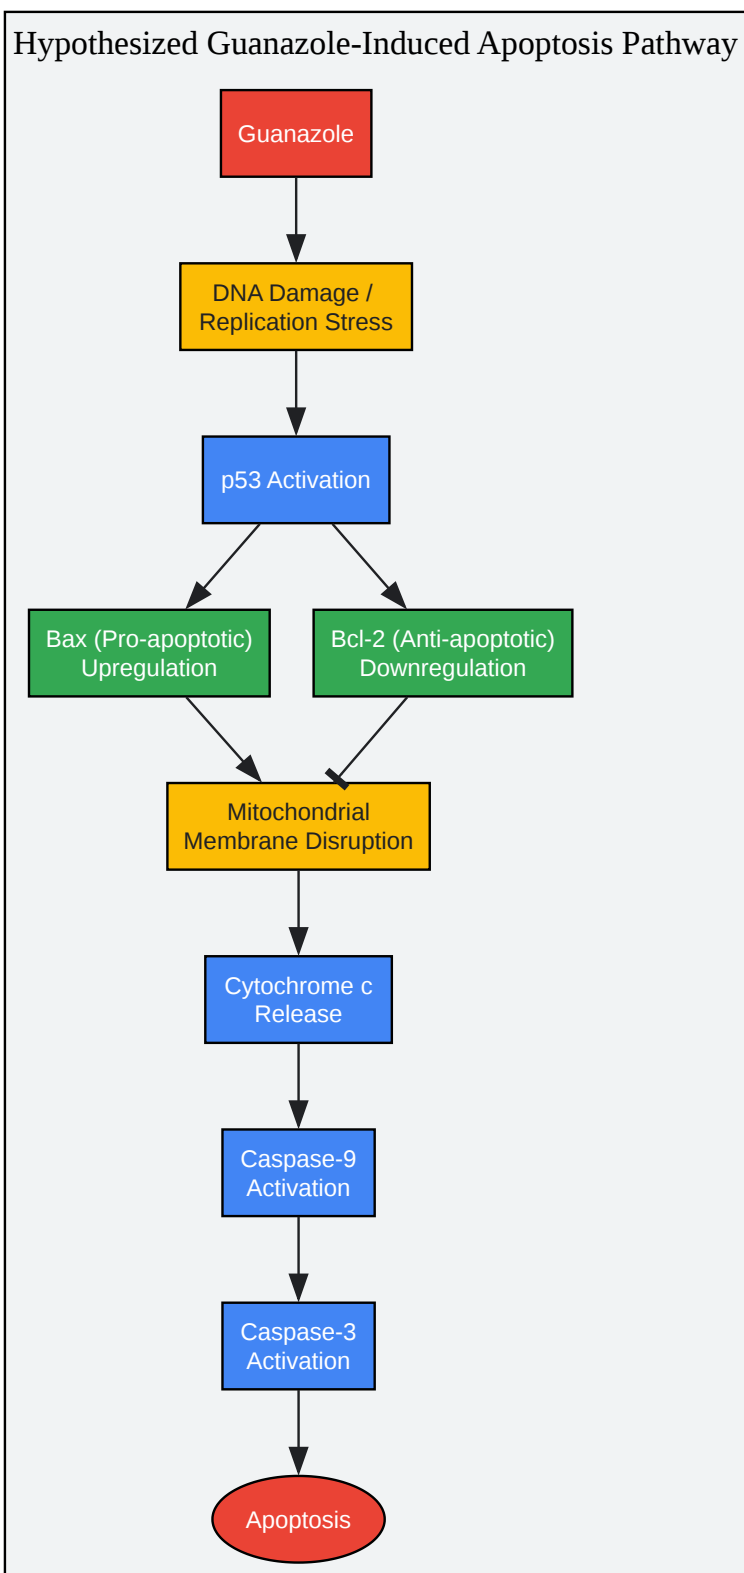 Hypothesized Guanazole-Induced Apoptosis Pathway
Guanazole
DNA Damage /
Replication Stress
p53 Activation
Bax (Pro-apoptotic)
Upregulation
Bcl-2 (Anti-apoptotic)
Downregulation
Mitochondrial
Membrane Disruption
Cytochrome c
Release
Caspase-9
Activation
Caspase-3
Activation
Apoptosis